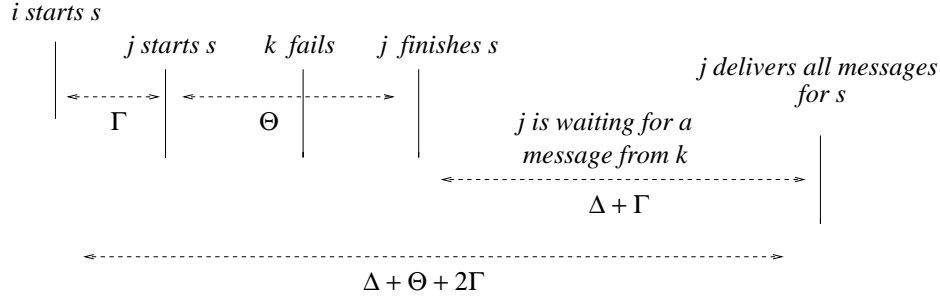 i starts s
j starts s
k fails
j finishes s
j delivers all messages
for s
Γ
Θ
j is waiting for a
message from k
Δ + Γ
Δ + Θ + 2Γ